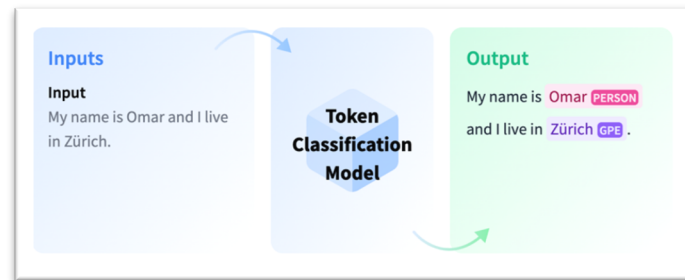 Inputs
Input
My name is Omar and I live
in Zürich.
Token
Classification
Model
Output
My name is Omar PERSON
and I live in Zürich GPE .